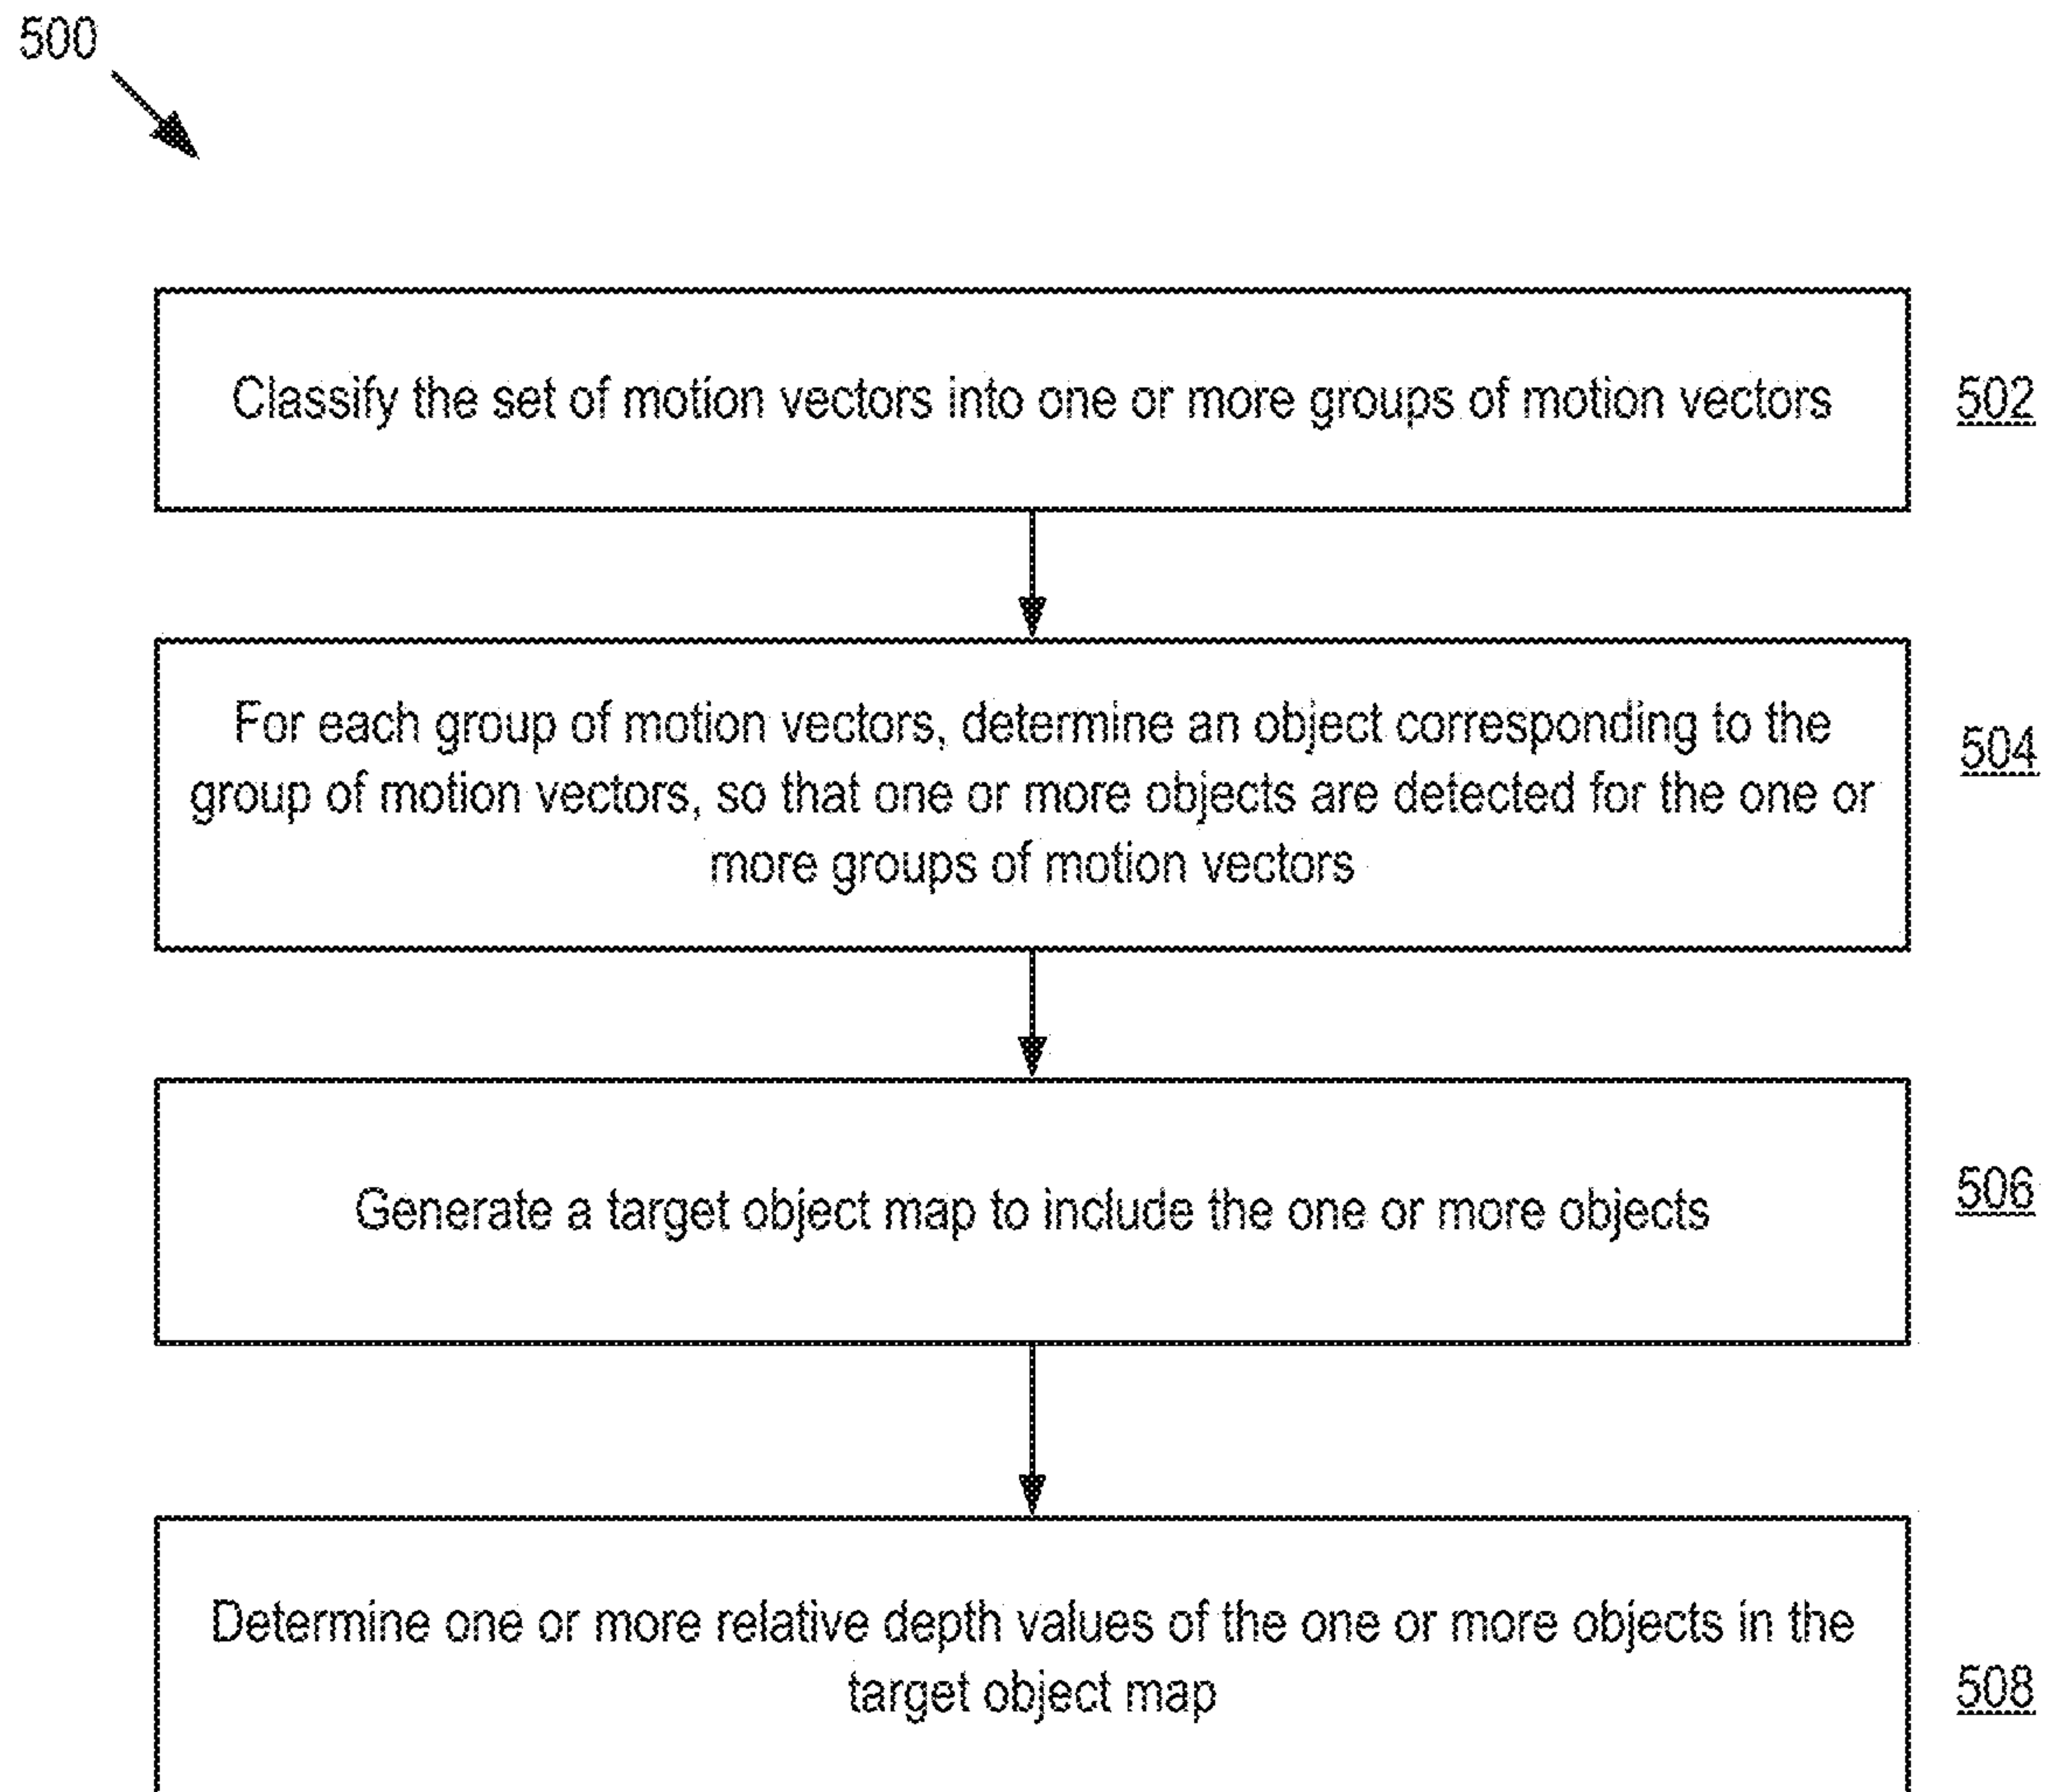 500
Classify the set of motion vectors into one or more groups of motion vectors
502
For each group of motion vectors, determine an object corresponding to the
group of motion vectors, so that one or more objects are detected for the one or
more groups of motion vectors
504
Generate a target object map to include the one or more objects
506
Determine one or more relative depth values of the one or more objects in the
target object map
508